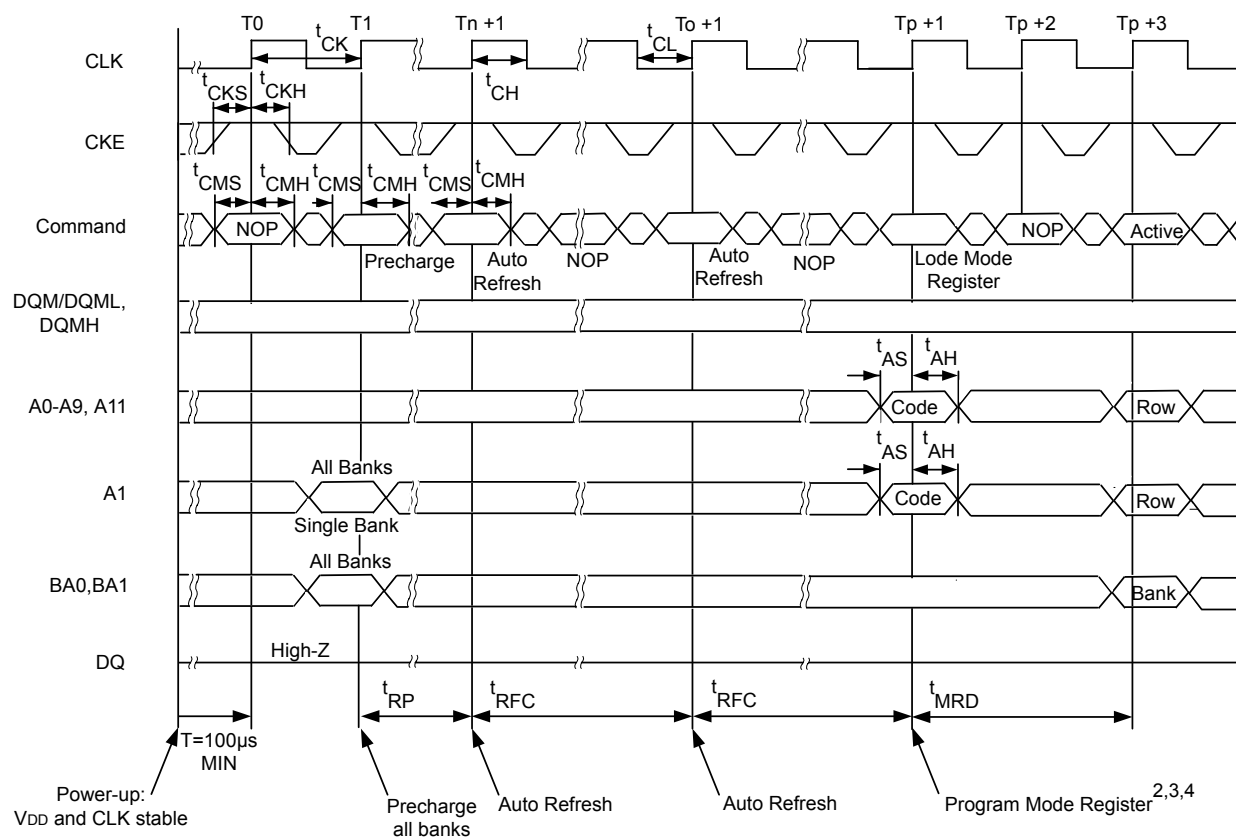 T0 T1 Tn +1 To +1 Tp +1 Tp +2 Tp +3
CLK
tCK
tCL
tCH
tCKS tCKH
CKE
tCMS tCMH tCMS tCMH tCMS tCMH
Command
NOP
NOP
Active
Precharge
Auto
Refresh
NOP
Auto
Refresh
NOP
Lode Mode
Register
DQM/DQML,
DQMH
tAS tAH
A0-A9, A11
Code
Row
tAS tAH
All Banks
A1
Code
Row
Single Bank
All Banks
BA0,BA1
Bank
DQ
High-Z
tRP tRFC tRFC tMRD
T=100µs
MIN
Power-up:
VDD and CLK stable
Precharge
all banks
Auto Refresh
Auto Refresh
Program Mode Register2,3,4